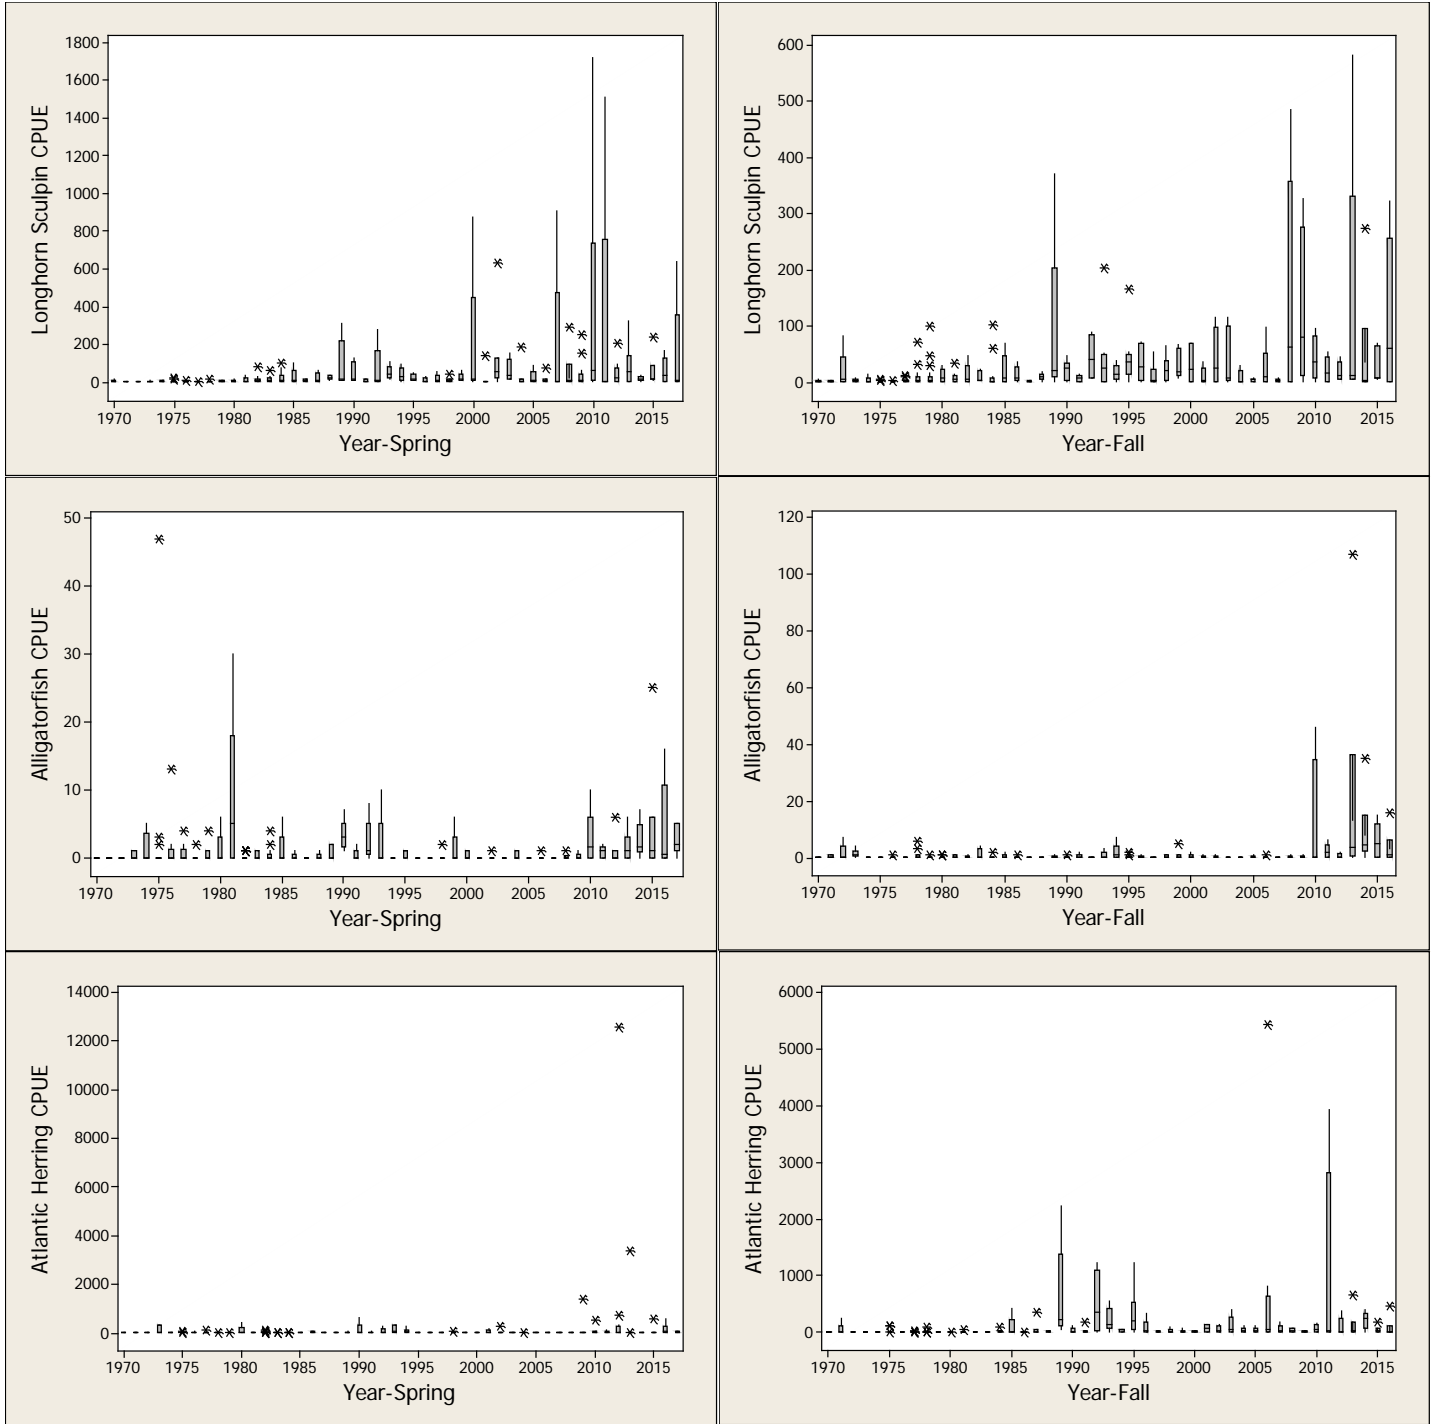 Longhorn Sculpin CPUE
1800
1600
1400
1200
1000
800
600
400
200
0
1970 1975 1980 1985 1990 1995 2000 2005 2010 2015
Year-Spring
Longhorn Sculpin CPUE
600
500
400
300
200
100
0
1970 1975 1980 1985 1990 1995 2000 2005 2010 2015
Year-Fall
Alligatorfish CPUE
50
40
30
20
10
0
1970 1975 1980 1985 1990 1995 2000 2005 2010 2015
Year-Spring
Alligatorfish CPUE
120
100
80
60
40
20
0
1970 1975 1980 1985 1990 1995 2000 2005 2010 2015
Year-Fall
Atlantic Herring CPUE
14000
12000
10000
8000
6000
4000
2000
0
1970 1975 1980 1985 1990 1995 2000 2005 2010 2015
Year-Spring
Atlantic Herring CPUE
6000
5000
4000
3000
2000
1000
0
1970 1975 1980 1985 1990 1995 2000 2005 2010 2015
Year-Fall